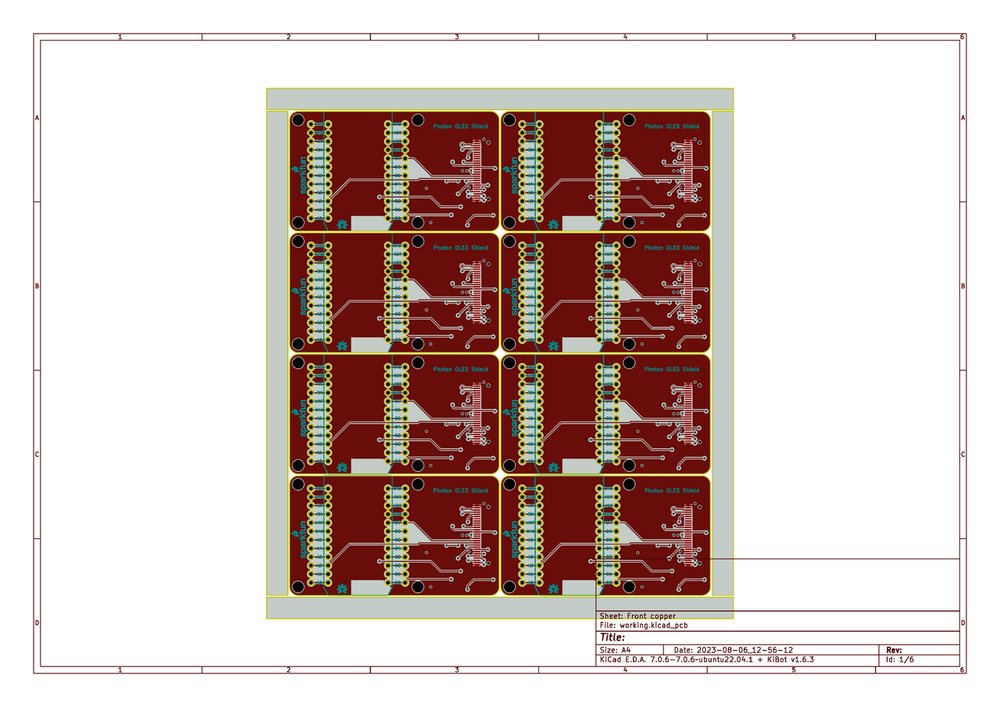 1 2 3 4 5 6
A A
Photon OLED Shield Photon OLED Shield
sparkfun sparkfun
Photon OLED Shield Photon OLED Shield
B B
sparkfun sparkfun
Photon OLED Shield Photon OLED Shield
sparkfun sparkfun
C C
Photon OLED Shield Photon OLED Shield
sparkfun sparkfun
D D
Sheet: Front copper
File: working.kicad_pcb
Title:
Size: A4 Date: 2023-08-06_12-56-12 Rev:
KiCad E.D.A. 7.0.6-7.0.6-ubuntu22.04.1 + KiBot v1.6.3 Id: 1/6
1 2 3 4 5 6